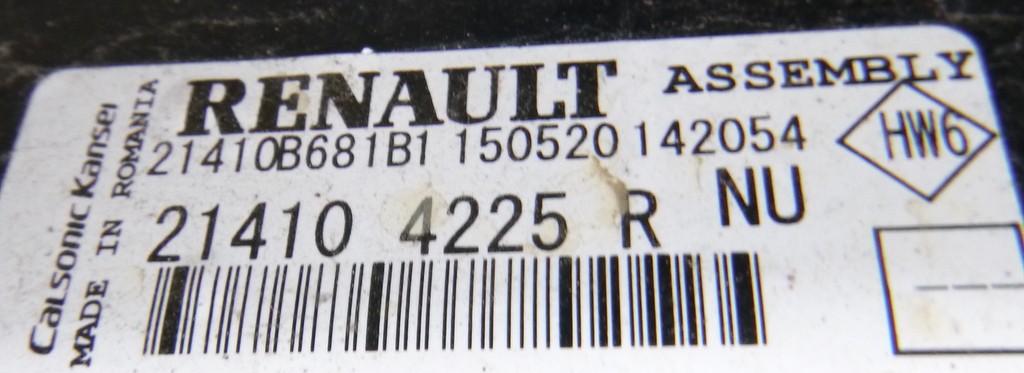 RENAULT ASSEMBLY
21410B681B1 150520 142054
HW6
21410 4225 R NU
Calsonic Kansei
MADE IN ROMANIA